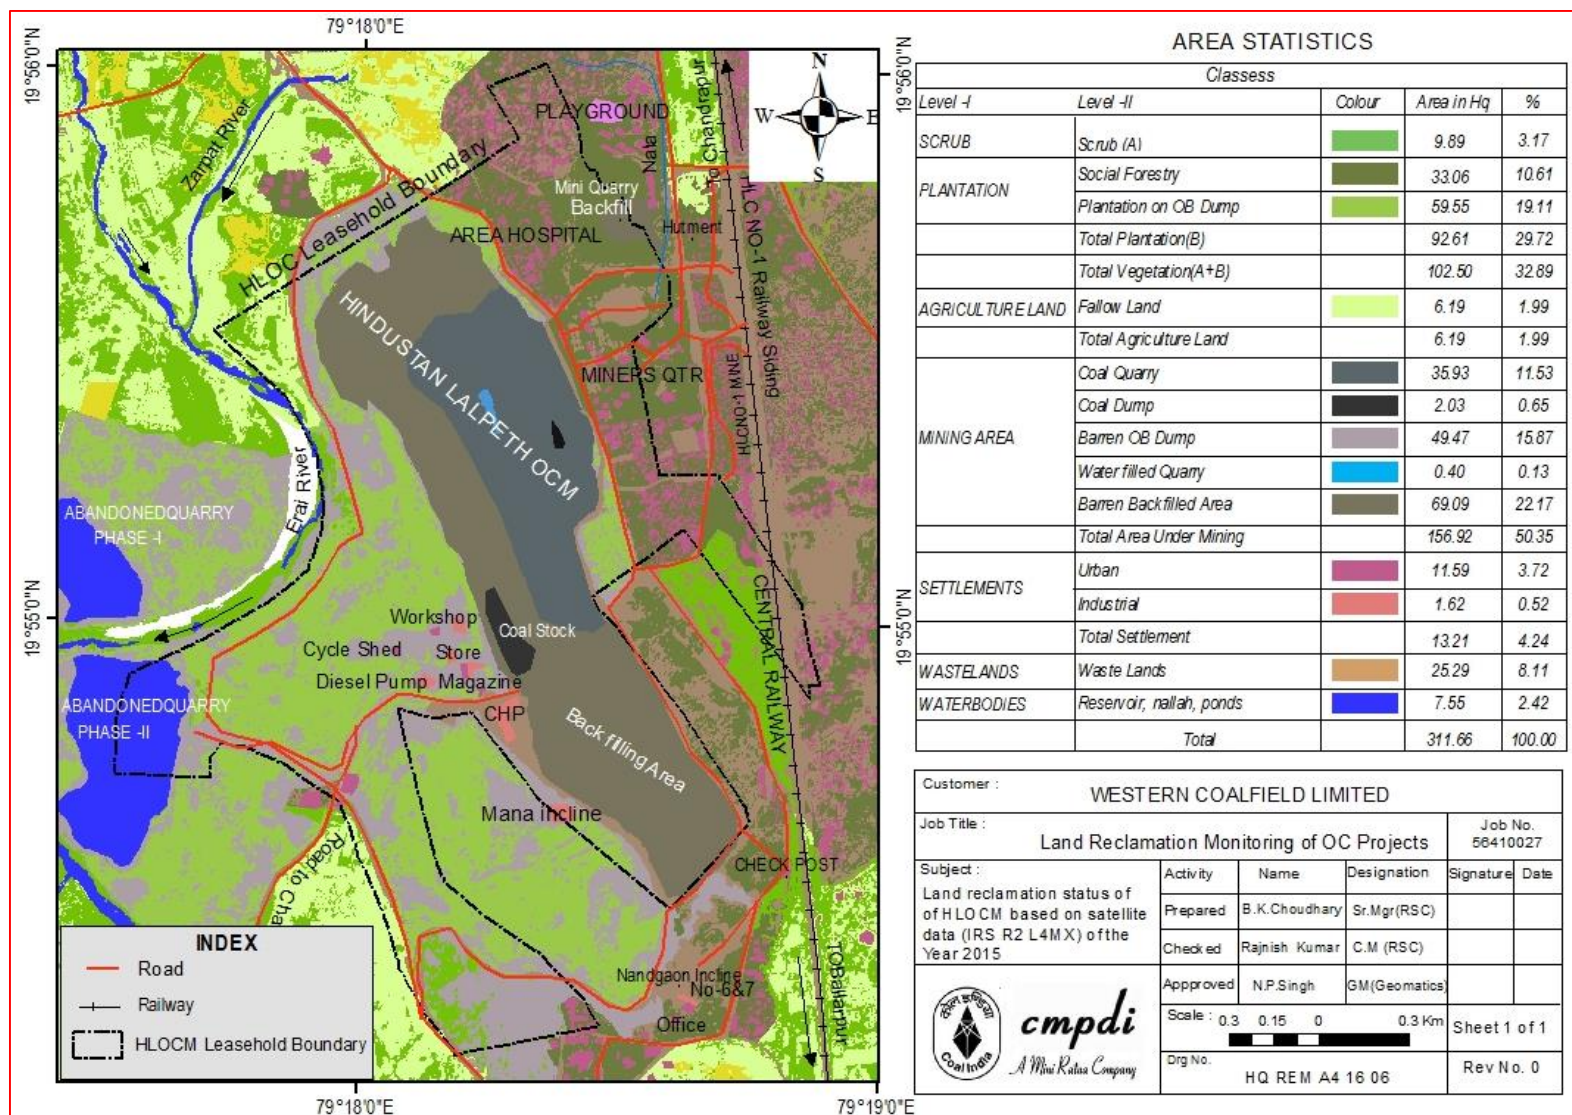 79°18'0"E
19°56'0"N
19°56'0"N
19°55'0"N
19°55'0"N
79°18'0"E
79°19'0"E
N
W
E
S
PLAYGROUND
Zarpat River
Nala
To Chandrapur
HLOC Leasehold Boundary
Mini Quarry
Backfill
Hutment
AREA HOSPITAL
HLC NO-1 Railway Siding
HINDUSTAN LALPETH OCM
MINERS QTR
HLCNO-1 MINE
Erai River
ABANDONEDQUARRY
PHASE -I
Workshop
Coal Stock
Cycle Shed
Store
Diesel Pump
Magazine
CENTRAL RAILWAY
ABANDONEDQUARRY
PHASE -II
CHP
Back filling Area
Mana incline
CHECK POST
Road to Cha
Nandgaon Incline
No-6&7
Office
TOBallarpur
INDEX
Road
Railway
HLOCM Leasehold Boundary
AREA STATISTICS
Classess
Level -I Level -II Colour Area in Hq %
SCRUB Scrub (A) 9.89 3.17
PLANTATION
Social Forestry 33.06 10.61
Plantation on OB Dump 59.55 19.11
Total Plantation(B) 92.61 29.72
Total Vegetation(A+B) 102.50 32.89
AGRICULTURE LAND Fallow Land 6.19 1.99
Total Agriculture Land 6.19 1.99
MINING AREA
Coal Quarry 35.93 11.53
Coal Dump 2.03 0.65
Barren OB Dump 49.47 15.87
Water filled Quarry 0.40 0.13
Barren Backfilled Area 69.09 22.17
Total Area Under Mining 156.92 50.35
SETTLEMENTS
Urban 11.59 3.72
Industrial 1.62 0.52
Total Settlement 13.21 4.24
WASTELANDS Waste Lands 25.29 8.11
WATERBODIES Reservoir, nallah, ponds 7.55 2.42
Total 311.66 100.00
Customer :
WESTERN COALFIELD LIMITED
Job Title :
Land Reclamation Monitoring of OC Projects
Job No.
56410027
Subject :
Land reclamation status of
of HLOCM based on satellite
data (IRS R2 L4MX) of the
Year 2015
Activity Name Designation Signature Date
Prepared B.K.Choudhary Sr.Mgr(RSC)
Checked Rajnish Kumar C.M (RSC)
Appproved N.P.Singh GM(Geomatics)
Scale : 0.3 0.15 0 0.3 Km
Sheet 1 of 1
Drg No.
HQ REM A4 16 06
Rev No. 0
कोल इण्डिया
Coal India
cmpdi
A Mini Ratna Company